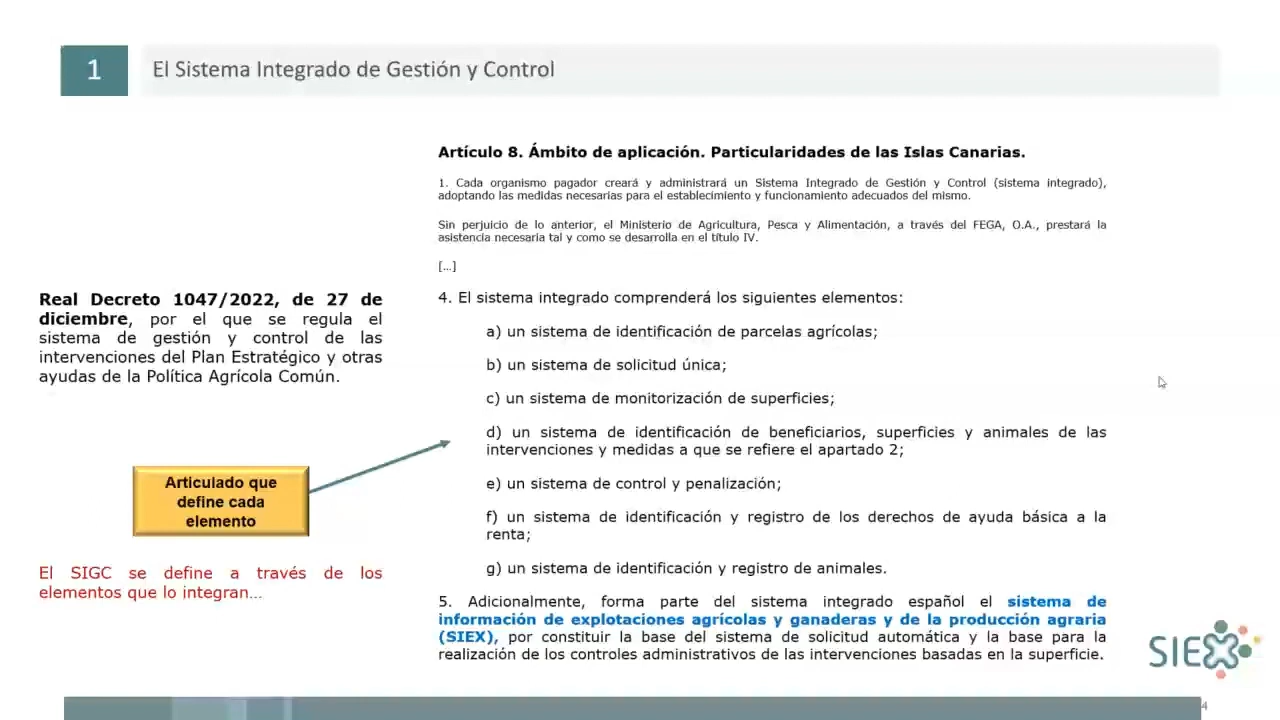 1
El Sistema Integrado de Gestión y Control
Real Decreto 1047/2022, de 27 de
diciembre, por el que se regula el
sistema de gestión y control de las
intervenciones del Plan Estratégico y otras
ayudas de la Política Agrícola Común.
Articulado que
define cada
elemento
El SIGC se define a través de los
elementos que lo integran...
Artículo 8. Ámbito de aplicación. Particularidades de las Islas Canarias.
1. Cada organismo pagador creará y administrará un Sistema Integrado de Gestión y Control (sistema integrado),
adoptando las medidas necesarias para el establecimiento y funcionamiento adecuados del mismo.
Sin perjuicio de lo anterior, el Ministerio de Agricultura, Pesca y Alimentación, a través del FEGA, O.A., prestará la
asistencia necesaria tal y como se desarrolla en el título IV.
[...]
4. El sistema integrado comprenderá los siguientes elementos:
a) un sistema de identificación de parcelas agrícolas;
b) un sistema de solicitud única;
c) un sistema de monitorización de superficies;
d) un sistema de identificación de beneficiarios, superficies y animales de las
intervenciones y medidas a que se refiere el apartado 2;
e) un sistema de control y penalización;
f) un sistema de identificación y registro de los derechos de ayuda básica a la
renta;
g) un sistema de identificación y registro de animales.
5. Adicionalmente, forma parte del sistema integrado español el sistema de
información de explotaciones agrícolas y ganaderas y de la producción agraria
(SIEX), por constituir la base del sistema de solicitud automática y la base para la
realización de los controles administrativos de las intervenciones basadas en la superficie.
SIEX
4